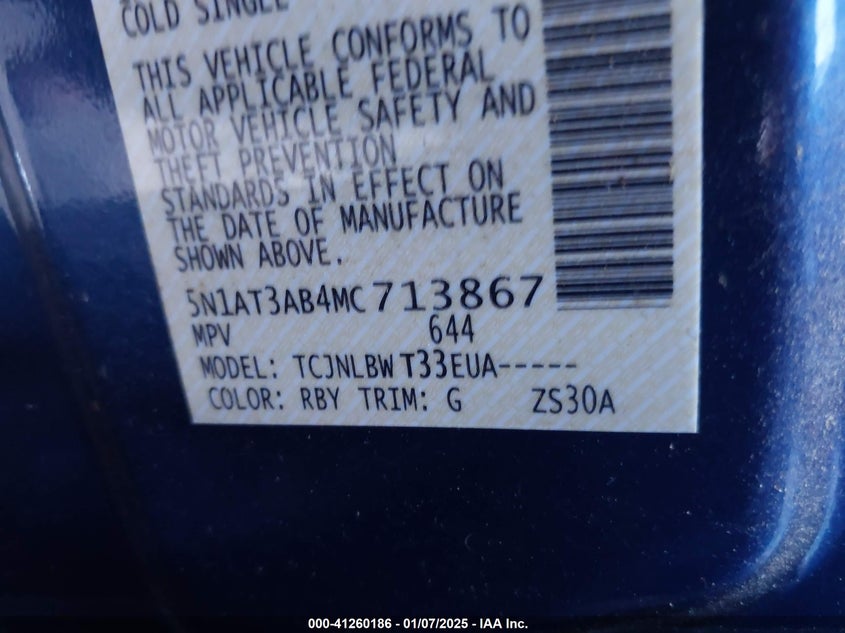 COLD SINGLE
THIS VEHICLE CONFORMS TO
ALL APPLICABLE FEDERAL
MOTOR VEHICLE SAFETY AND
THEFT PREVENTION
STANDARDS IN EFFECT ON
THE DATE OF MANUFACTURE
SHOWN ABOVE.
5N1AT3AB4MC713867
MPV 644
MODEL: TCJNLBW T33EUA-----
COLOR: RBY TRIM: G ZS30A
000-41260186 - 01/07/2025 - IAA Inc.